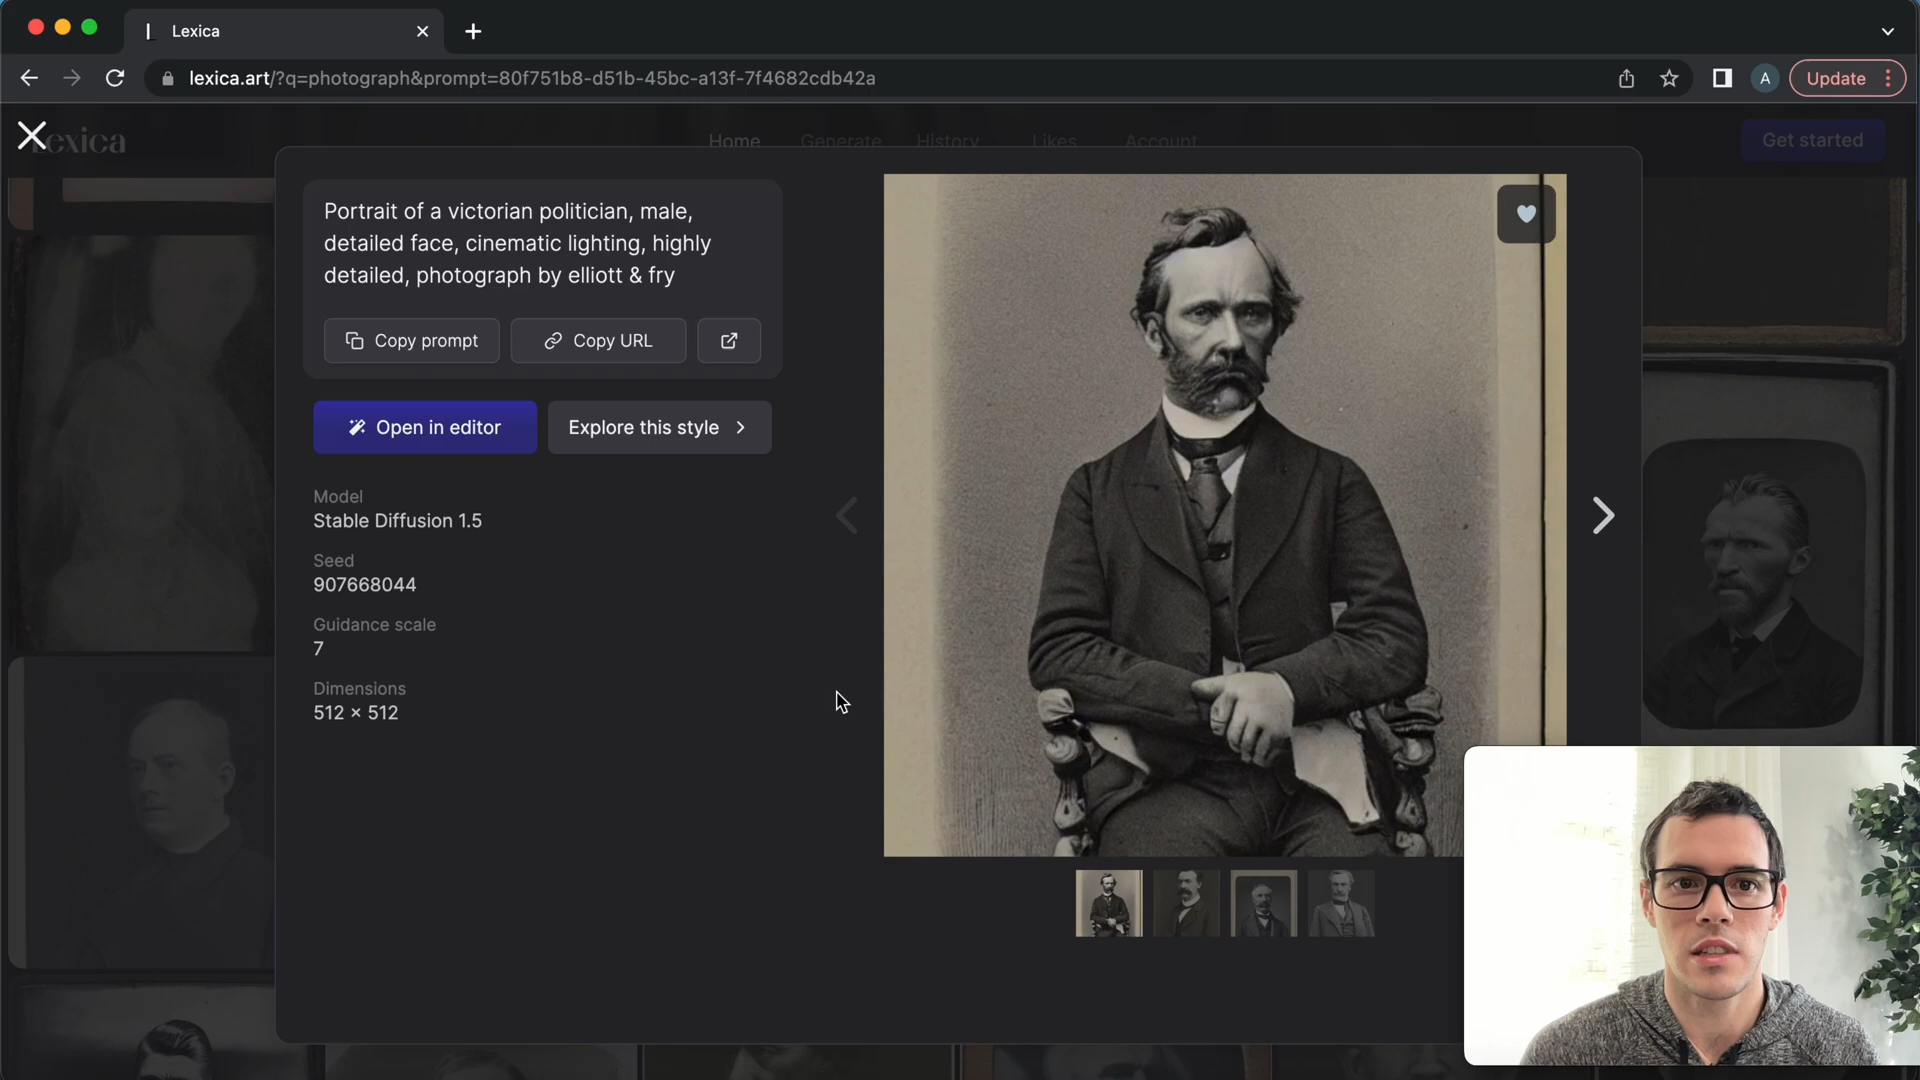 Lexica
lexica.art/?q=photograph&prompt=80f751b8-d51b-45bc-a13f-7f4682cdb42a
A
Update
Lexica
Home
Generate
History
Likes
Account
Get started
Portrait of a victorian politician, male,
detailed face, cinematic lighting, highly
detailed, photograph by elliott & fry
Copy prompt
Copy URL
Open in editor
Explore this style
Model
Stable Diffusion 1.5
Seed
907668044
Guidance scale
7
Dimensions
512 × 512